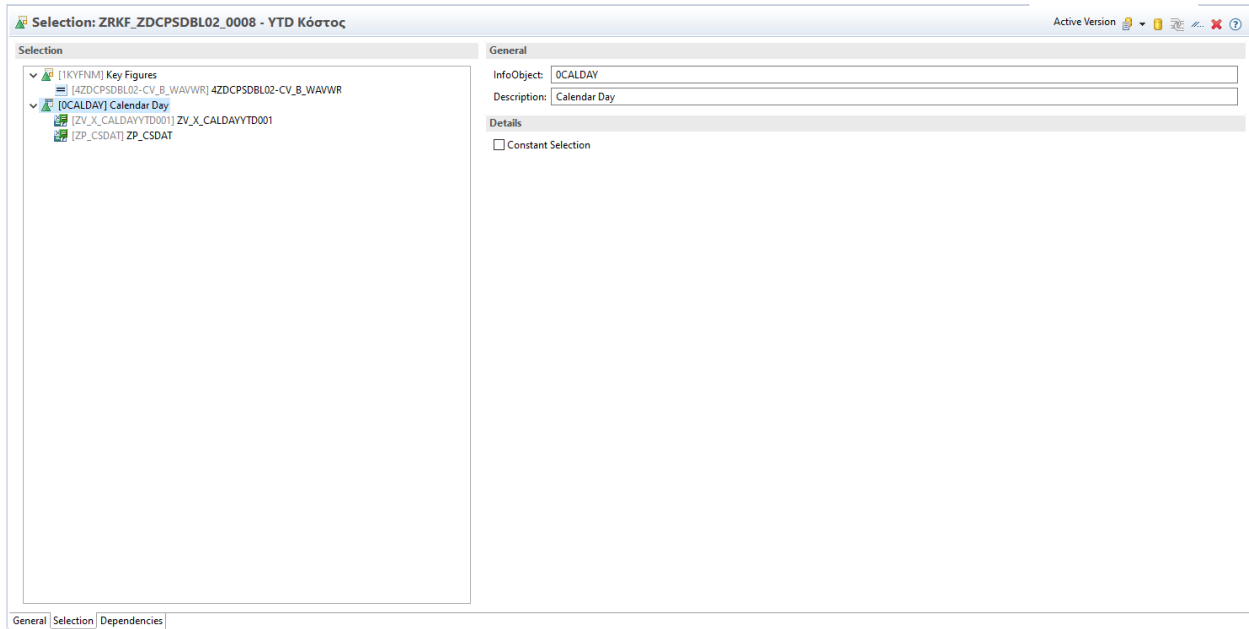 Selection: ZRKF_ZDCPSDBL02_0008 - YTD Κόστος
Active Version
Selection
[1KYFNM] Key Figures
[4ZDCPSDBL02-CV_B_WAVWR] 4ZDCPSDBL02-CV_B_WAVWR
[0CALDAY] Calendar Day
[ZV_X_CALDAYYTD001] ZV_X_CALDAYYTD001
[ZP_CSDAT] ZP_CSDAT
General
InfoObject: 0CALDAY
Description: Calendar Day
Details
Constant Selection
General Selection Dependencies